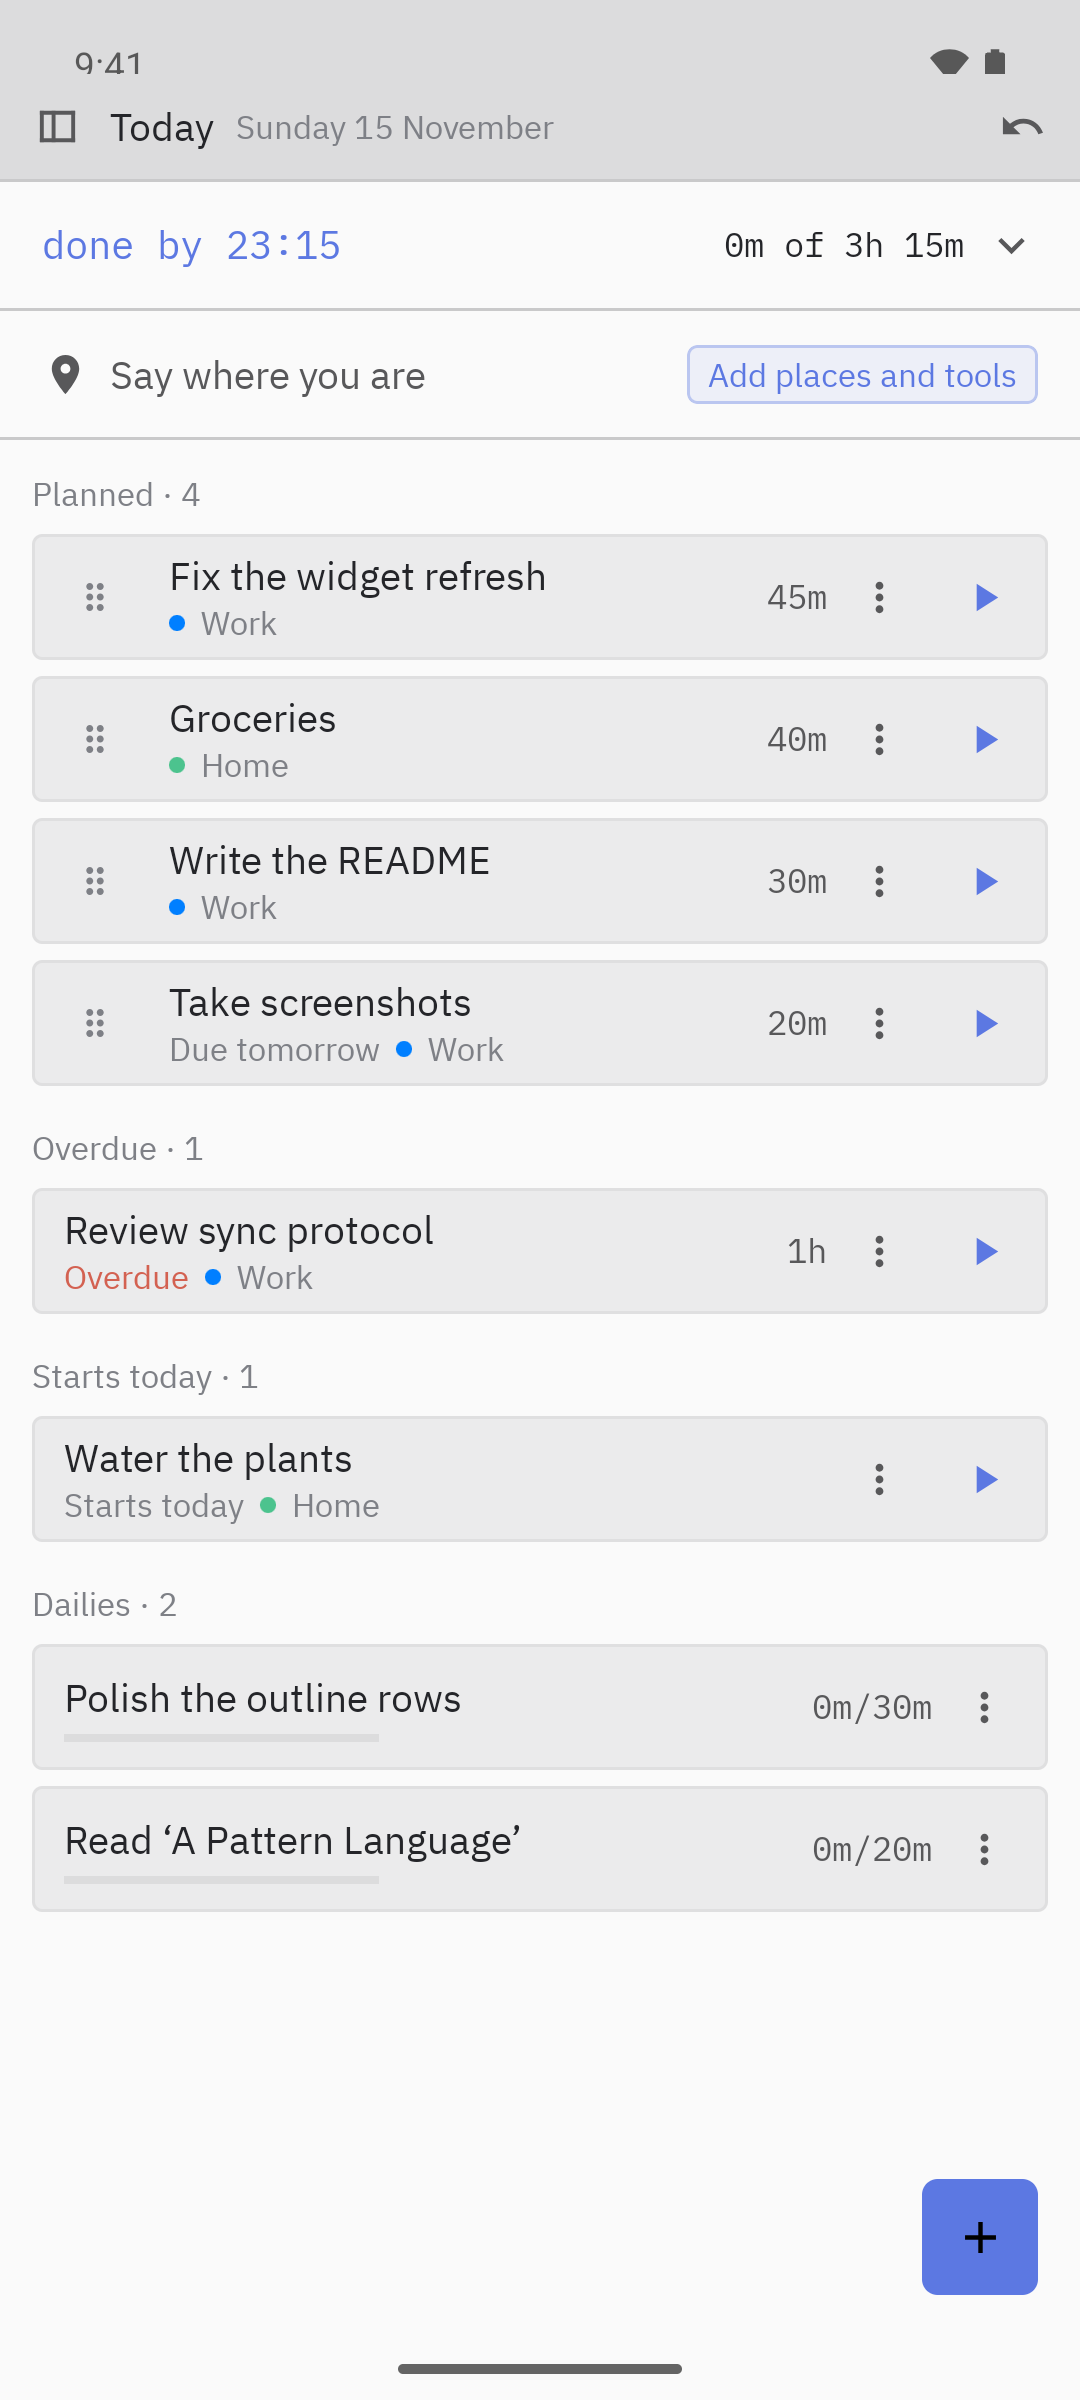 9:41
Today Sunday 15 November
done by 23:15 0m of 3h 15m
Say where you are Add places and tools
Planned · 4
Fix the widget refresh 45m
Work
Groceries 40m
Home
Write the README 30m
Work
Take screenshots 20m
Due tomorrow Work
Overdue · 1
Review sync protocol 1h
Overdue Work
Starts today · 1
Water the plants
Starts today Home
Dailies · 2
Polish the outline rows 0m/30m
Read ‘A Pattern Language’ 0m/20m